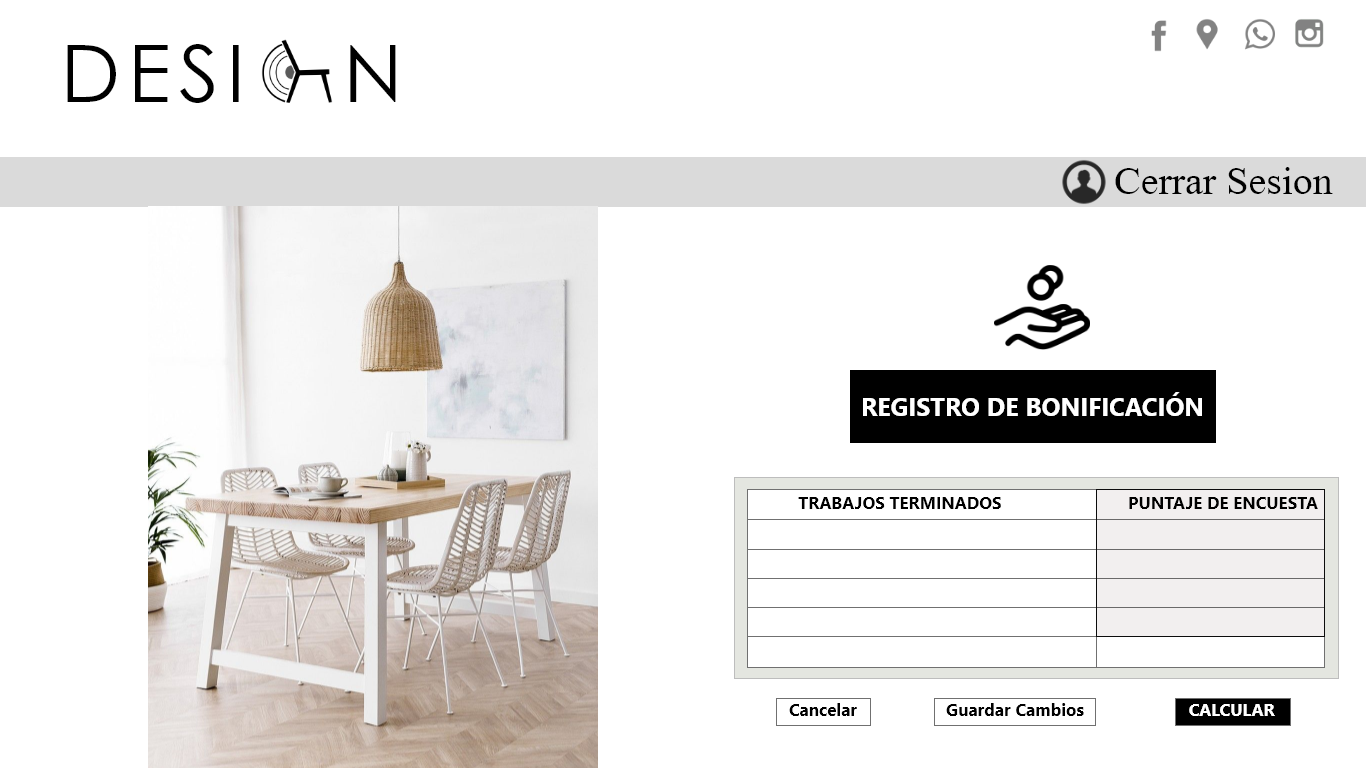 DESIGN
Cerrar Sesion
REGISTRO DE BONIFICACIÓN
TRABAJOS TERMINADOS PUNTAJE DE ENCUESTA
Cancelar Guardar Cambios CALCULAR